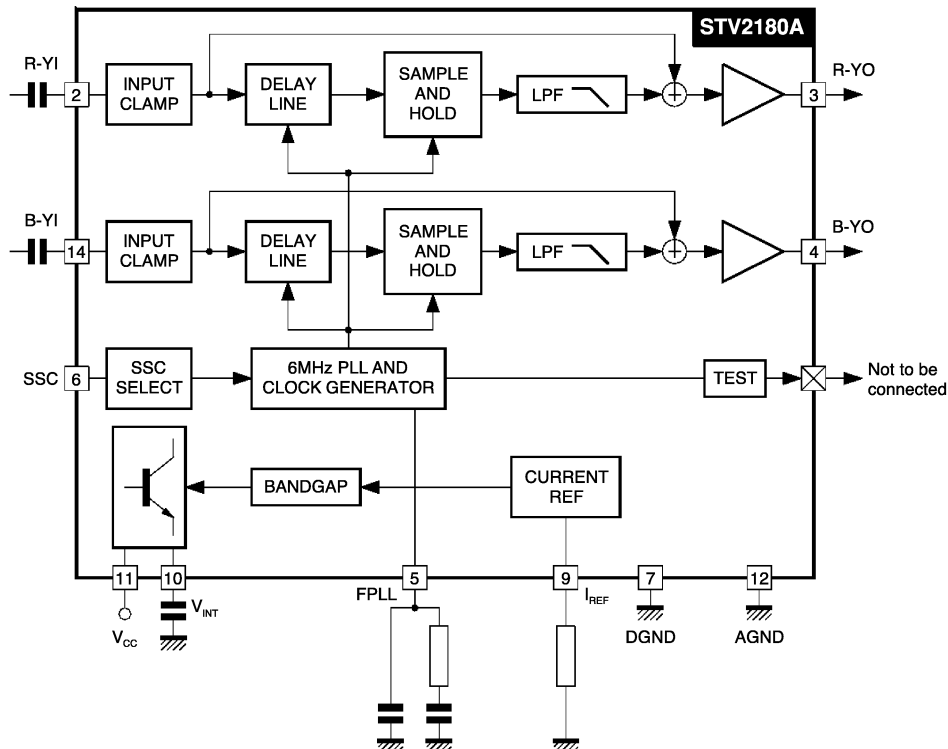 STV2180A
R-YI
R-YO
2
INPUT
CLAMP
DELAY
LINE
SAMPLE
AND
HOLD
LPF
3
B-YI
B-YO
14
INPUT
CLAMP
DELAY
LINE
SAMPLE
AND
HOLD
LPF
4
SSC
6
SSC
SELECT
6MHz PLL AND
CLOCK GENERATOR
TEST
Not to be
connected
BANDGAP
CURRENT
REF
11
10
5
9
7
12
VCC
VINT
FPLL
IREF
DGND
AGND